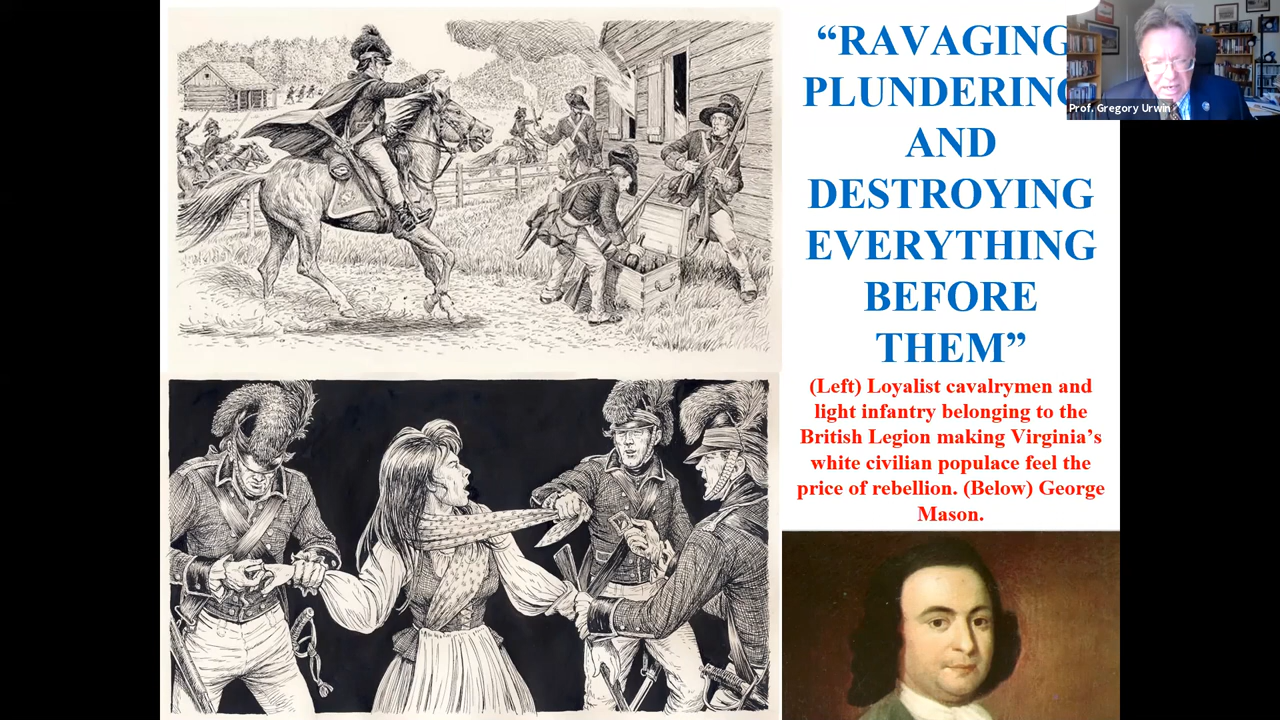 “RAVAGING
PLUNDERING
AND
DESTROYING
EVERYTHING
BEFORE
THEM”
(Left) Loyalist cavalrymen and
light infantry belonging to the
British Legion making Virginia’s
white civilian populace feel the
price of rebellion. (Below) George
Mason.
Prof. Gregory Urwin